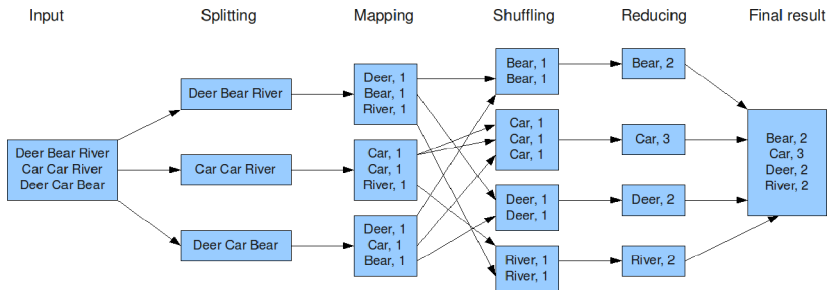 Input
Splitting
Mapping
Shuffling
Reducing
Final result
Deer Bear River
Car Car River
Deer Car Bear
Deer Bear River
Car Car River
Deer Car Bear
Deer, 1
Bear, 1
River, 1
Car, 1
Car, 1
River, 1
Deer, 1
Car, 1
Bear, 1
Bear, 1
Bear, 1
Car, 1
Car, 1
Car, 1
Deer, 1
Deer, 1
River, 1
River, 1
Bear, 2
Car, 3
Deer, 2
River, 2
Bear, 2
Car, 3
Deer, 2
River, 2